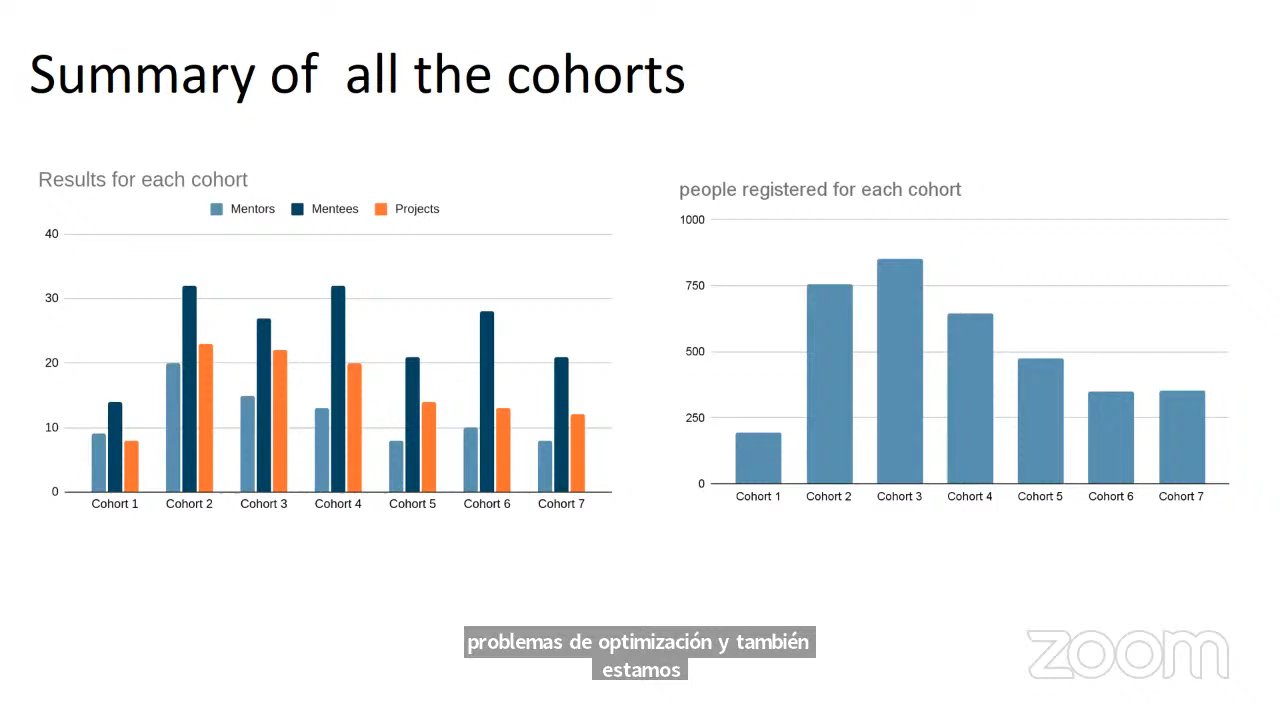 Summary of all the cohorts
Results for each cohort
Mentors Mentees Projects
40
30
20
10
0
Cohort 1 Cohort 2 Cohort 3 Cohort 4 Cohort 5 Cohort 6 Cohort 7
people registered for each cohort
1000
750
500
250
0
Cohort 1 Cohort 2 Cohort 3 Cohort 4 Cohort 5 Cohort 6 Cohort 7
problemas de optimización y también
estamos
zoom